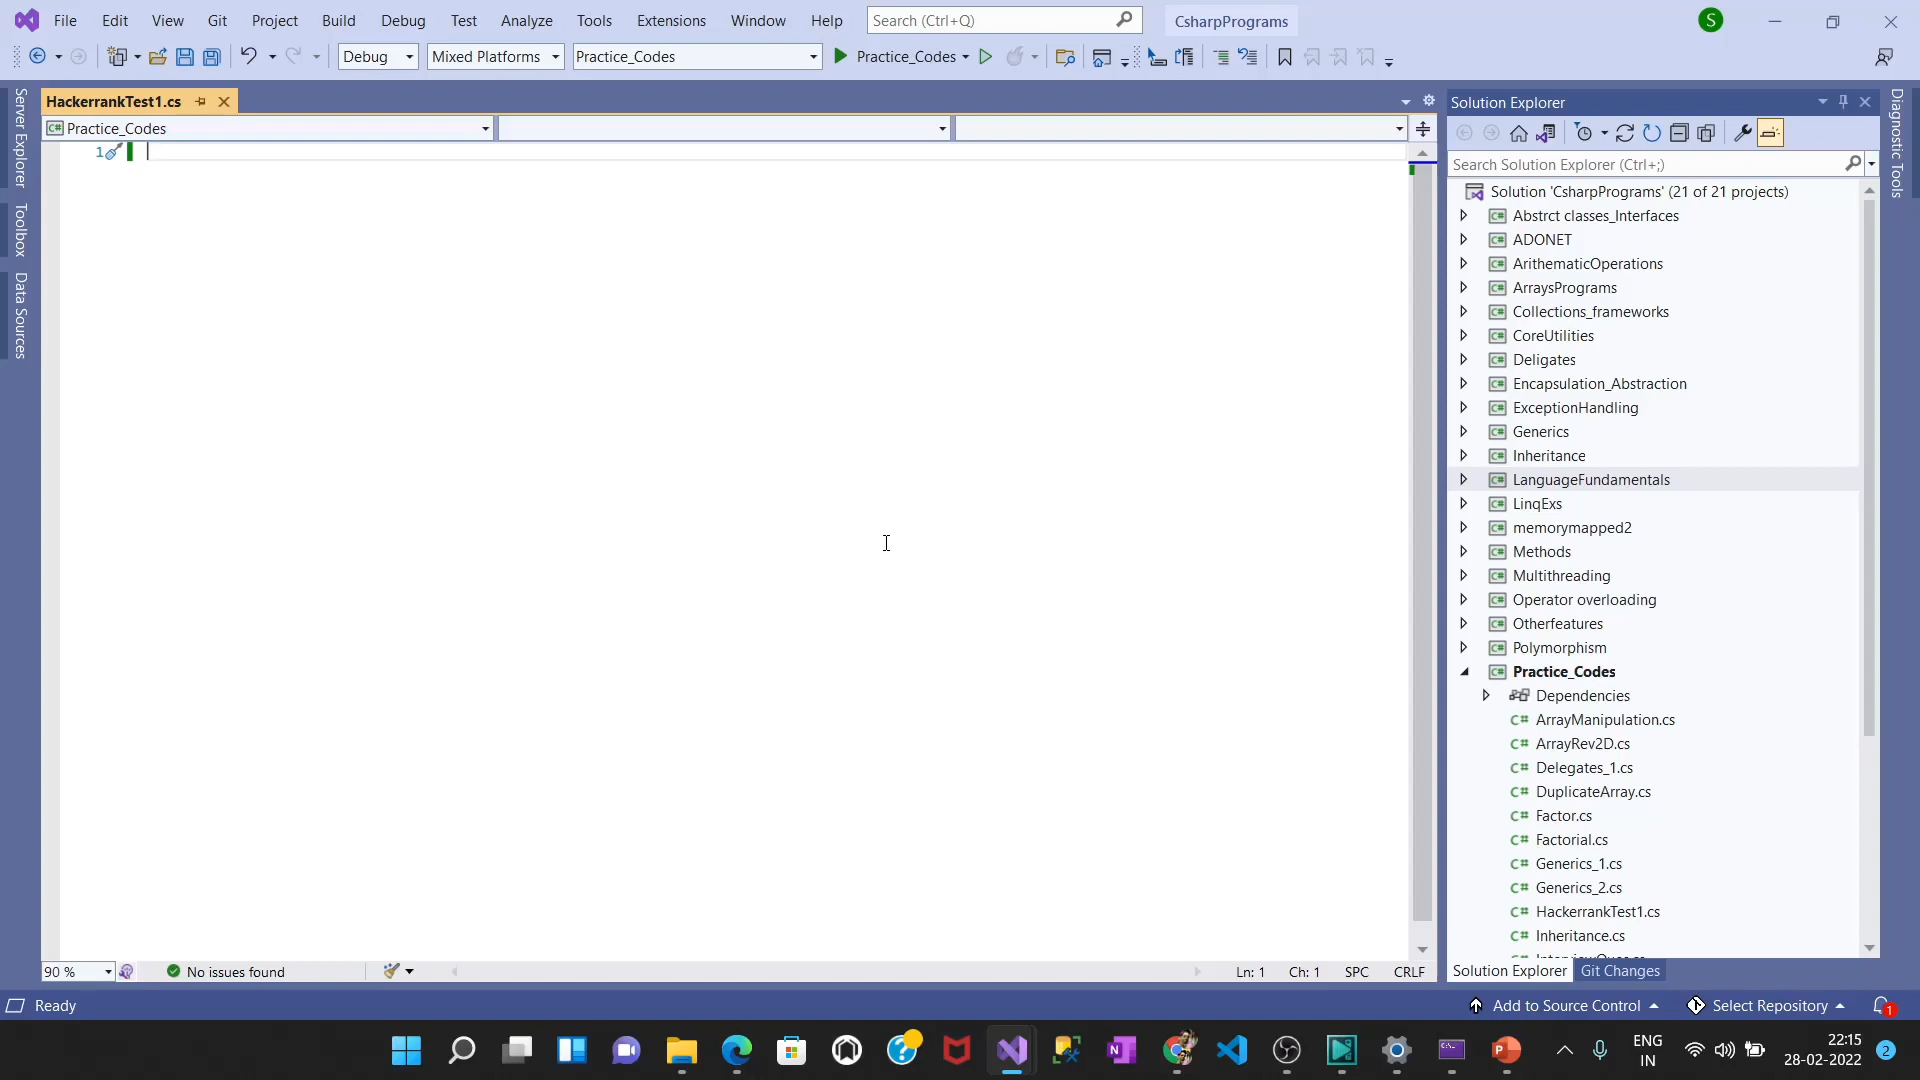 File Edit View Git Project Build Debug Test Analyze Tools Extensions Window Help Search (Ctrl+Q) CsharpPrograms S
Debug Mixed Platforms Practice_Codes Practice_Codes
Server Explorer
Toolbox
Data Sources
HackerrankTest1.cs
C# Practice_Codes
1
90 % No issues found Ln: 1 Ch: 1 SPC CRLF
Solution Explorer
Search Solution Explorer (Ctrl+;)
Solution 'CsharpPrograms' (21 of 21 projects)
C# Abstrct classes_Interfaces
C# ADONET
C# ArithematicOperations
C# ArraysPrograms
C# Collections_frameworks
C# CoreUtilities
C# Deligates
C# Encapsulation_Abstraction
C# ExceptionHandling
C# Generics
C# Inheritance
C# LanguageFundamentals
C# LinqExs
C# memorymapped2
C# Methods
C# Multithreading
C# Operator overloading
C# Otherfeatures
C# Polymorphism
C# Practice_Codes
Dependencies
C# ArrayManipulation.cs
C# ArrayRev2D.cs
C# Delegates_1.cs
C# DuplicateArray.cs
C# Factor.cs
C# Factorial.cs
C# Generics_1.cs
C# Generics_2.cs
C# HackerrankTest1.cs
C# Inheritance.cs
Solution Explorer Git Changes
Diagnostic Tools
Ready Add to Source Control Select Repository 1
ENG
IN
22:15
28-02-2022
2